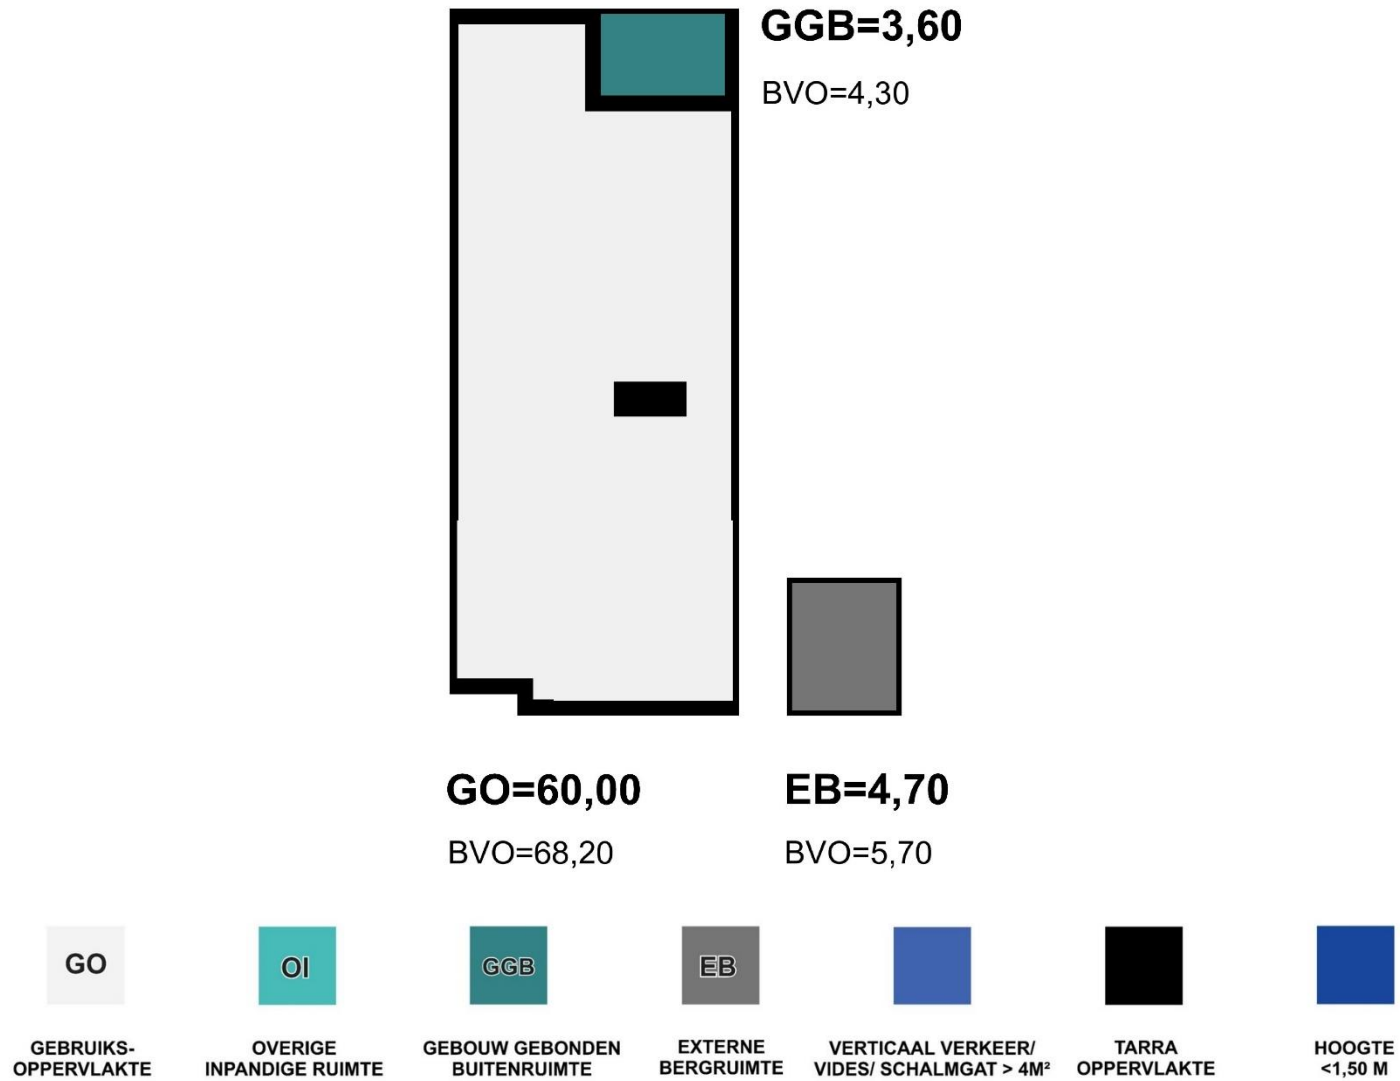 GGB=3,60
BVO=4,30
GO=60,00
BVO=68,20
EB=4,70
BVO=5,70
GO
OI
GGB
EB
GEBRUIKS-
OPPERVLAKTE
OVERIGE
INPANDIGE RUIMTE
GEBOUW GEBONDEN
BUITENRUIMTE
EXTERNE
BERGRUIMTE
VERTICAAL VERKEER/
VIDES/ SCHALMGAT > 4M²
TARRA
OPPERVLAKTE
HOOGTE
<1,50 M